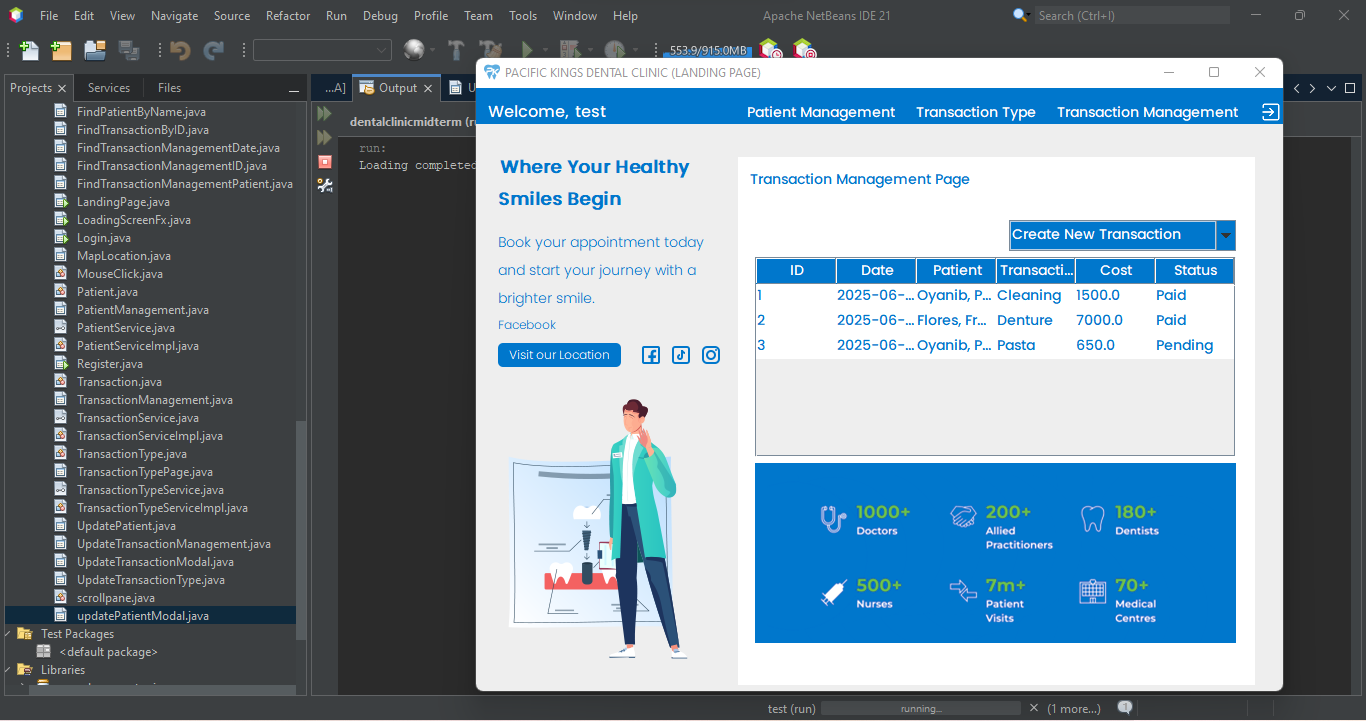 File Edit View Navigate Source Refactor Run Debug Profile Team Tools Window Help Apache NetBeans IDE 21 Search (Ctrl+I)
553.9/915.0MB
Projects Services Files
FindPatientByName.java
FindTransactionByID.java
FindTransactionManagementDate.java
FindTransactionManagementID.java
FindTransactionManagementPatient.java
LandingPage.java
LoadingScreenFx.java
Login.java
MapLocation.java
MouseClick.java
Patient.java
PatientManagement.java
PatientService.java
PatientServiceImpl.java
Register.java
Transaction.java
TransactionManagement.java
TransactionService.java
TransactionServiceImpl.java
TransactionType.java
TransactionTypePage.java
TransactionTypeService.java
TransactionTypeServiceImpl.java
UpdatePatient.java
UpdateTransactionManagement.java
UpdateTransactionModal.java
UpdateTransactionType.java
scrollpane.java
updatePatientModal.java
Test Packages
<default package>
Libraries
...A] Output
dentalclinicmidterm (ru
run:
Loading completed
PACIFIC KINGS DENTAL CLINIC (LANDING PAGE)
Welcome, test Patient Management Transaction Type Transaction Management
Where Your Healthy
Smiles Begin
Book your appointment today
and start your journey with a
brighter smile.
Facebook
Visit our Location
Transaction Management Page
Create New Transaction
ID Date Patient Transacti... Cost Status
1 2025-06-... Oyanib, P... Cleaning 1500.0 Paid
2 2025-06-... Flores, Fr... Denture 7000.0 Paid
3 2025-06-... Oyanib, P... Pasta 650.0 Pending
1000+
Doctors
200+
Allied
Practitioners
180+
Dentists
500+
Nurses
7m+
Patient
Visits
70+
Medical
Centres
test (run) running... (1 more...) 1